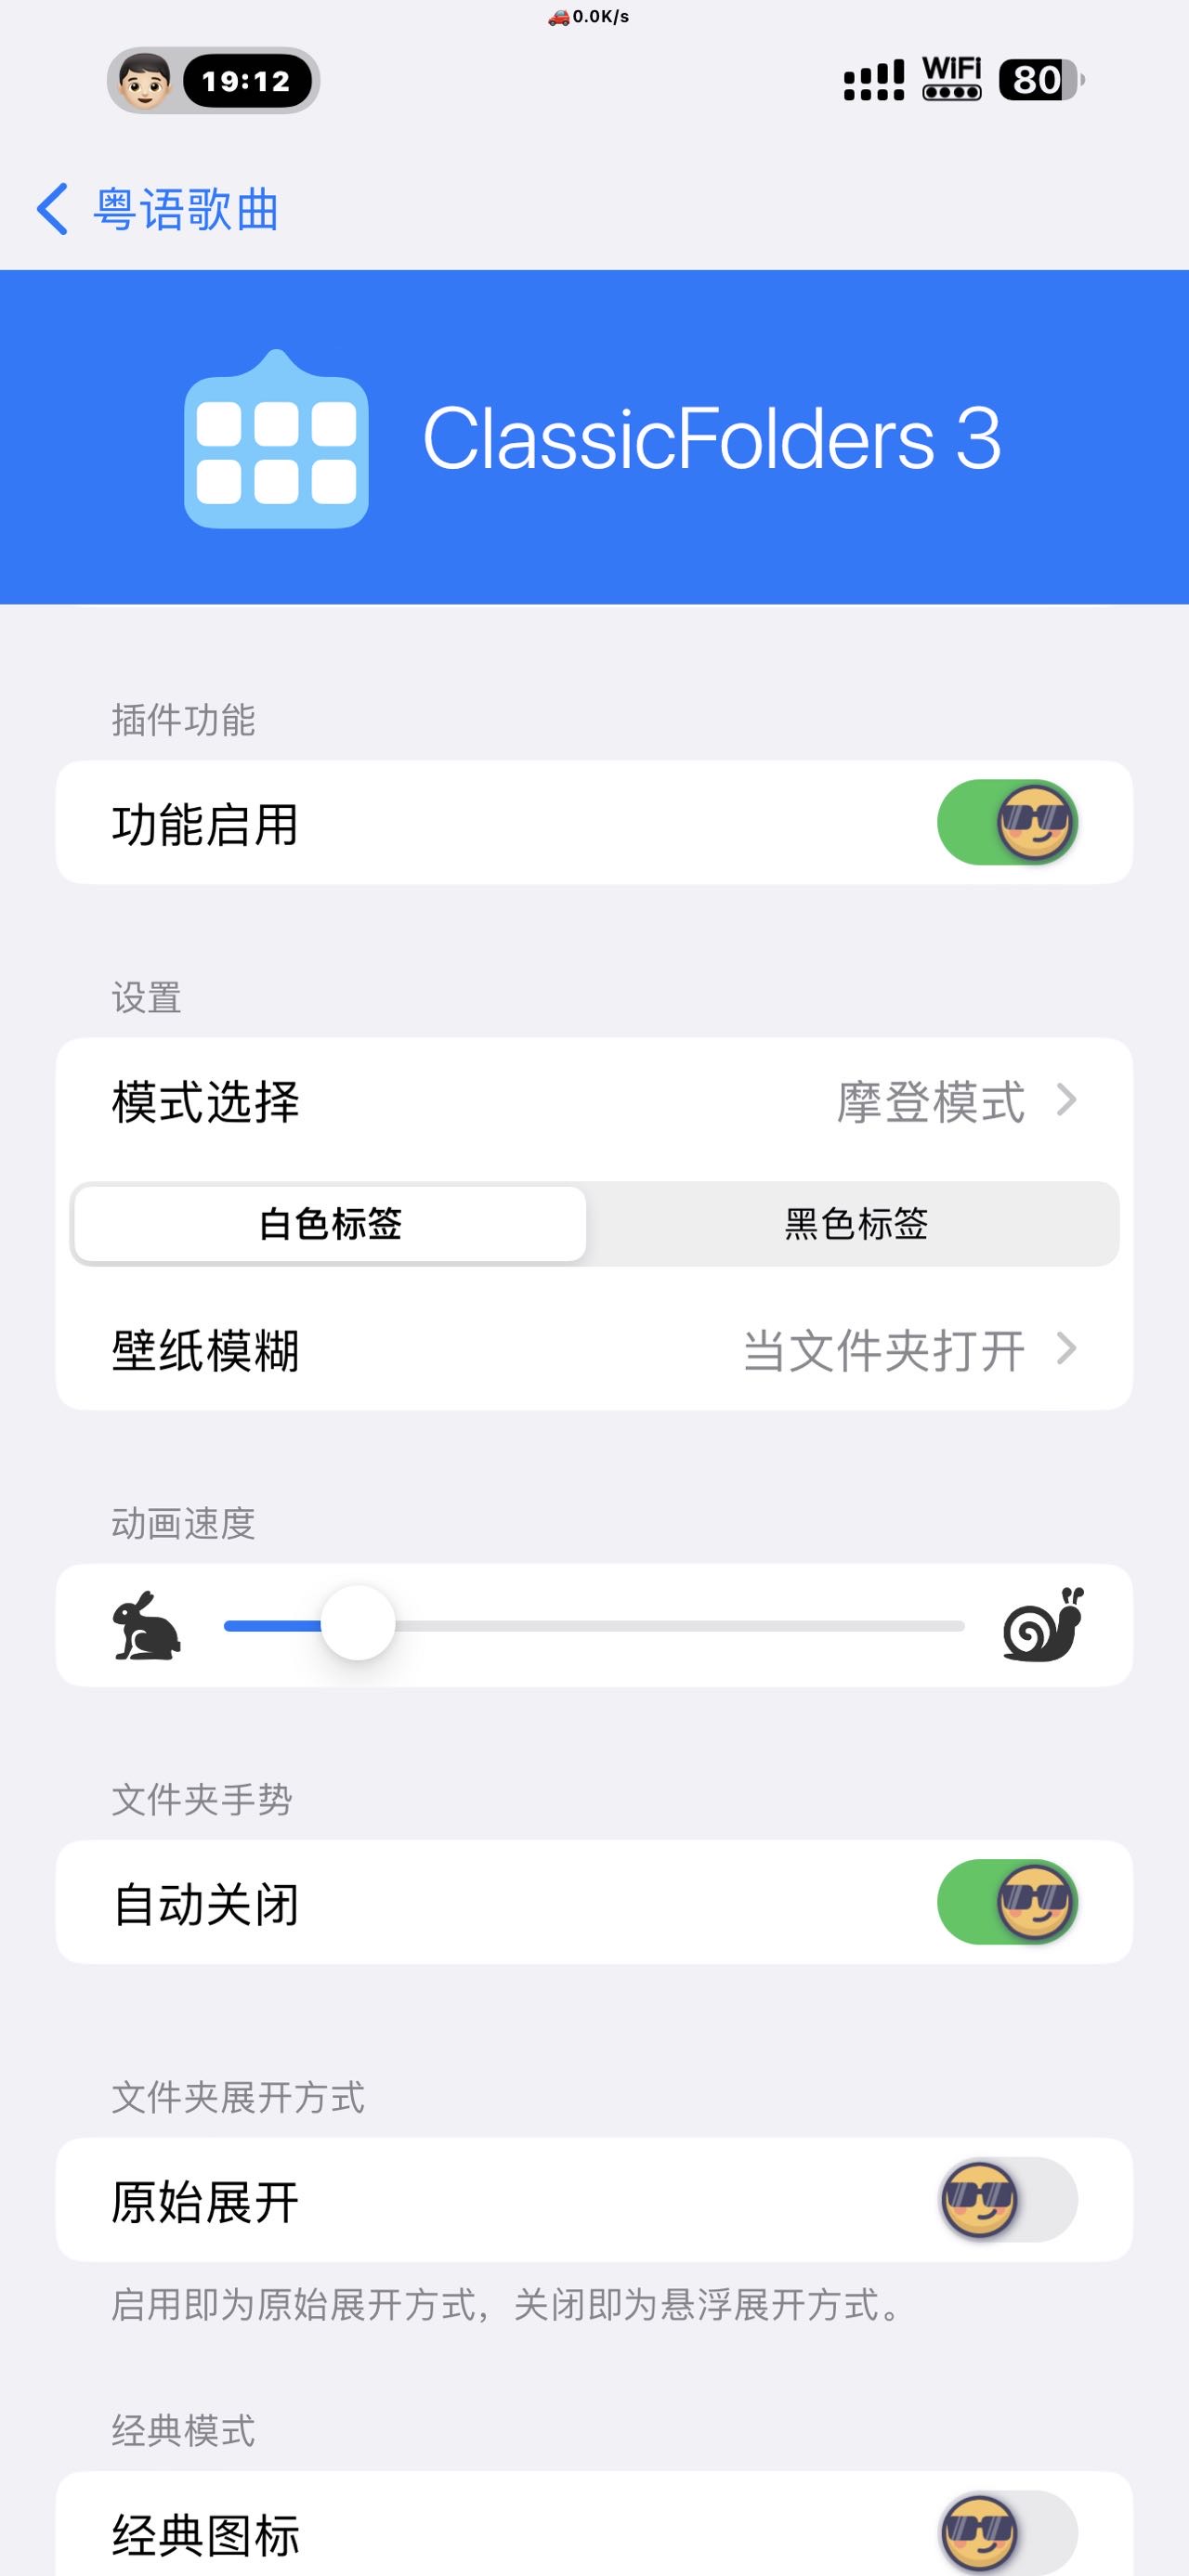 🚗0.0K/s
19:12
WiFi
80
粤语歌曲
ClassicFolders 3
插件功能
功能启用
设置
模式选择 摩登模式
白色标签 黑色标签
壁纸模糊 当文件夹打开
动画速度
文件夹手势
自动关闭
文件夹展开方式
原始展开
启用即为原始展开方式，关闭即为悬浮展开方式。
经典模式
经典图标